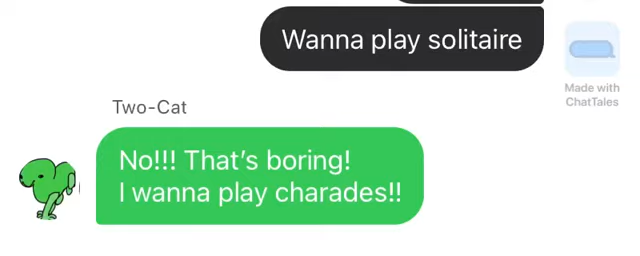 Wanna play solitaire
Made with
ChatTales
Two-Cat
No!!! That’s boring!
I wanna play charades!!